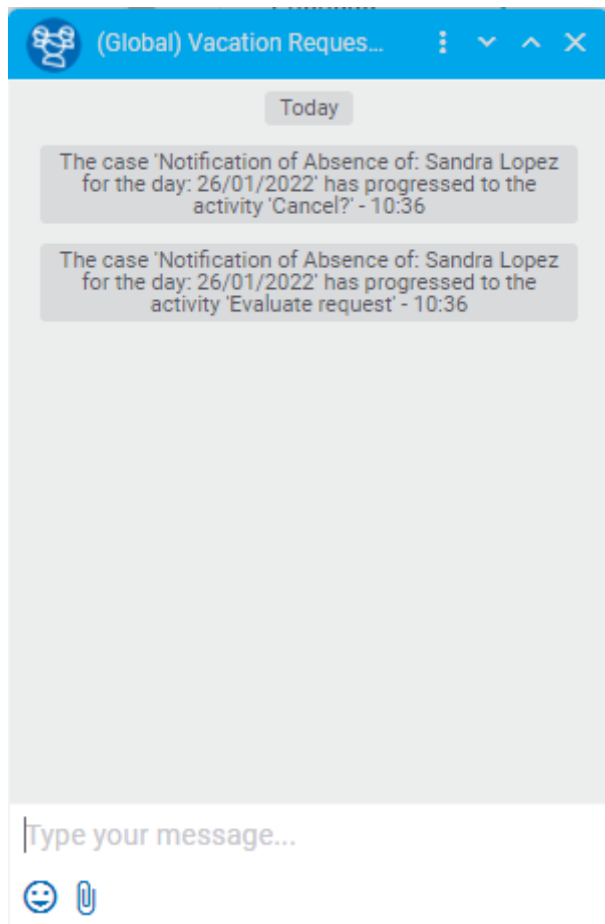 (Global) Vacation Reques...
Today
The case 'Notification of Absence of: Sandra Lopez
for the day: 26/01/2022' has progressed to the
activity 'Cancel?' - 10:36
The case 'Notification of Absence of: Sandra Lopez
for the day: 26/01/2022' has progressed to the
activity 'Evaluate request' - 10:36
Type your message...